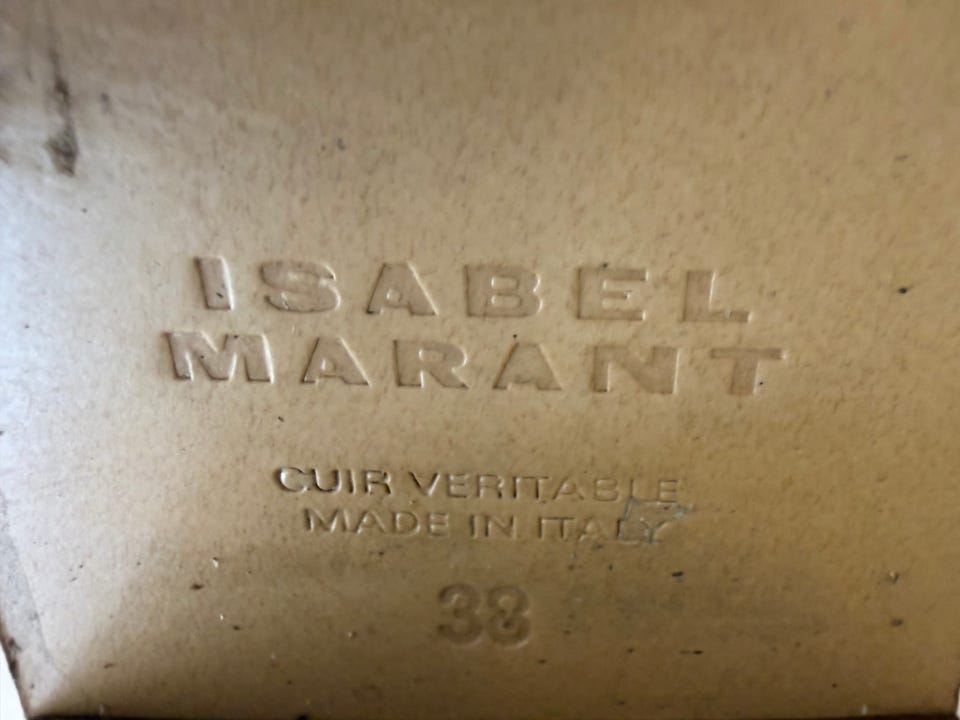 ISABEL
MARANT
CUIR VERITABLE
MADE IN ITALY
38